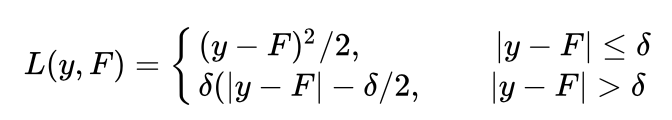 L(y, F) = { (y − F)²/2, |y − F| ≤ δ
δ(|y − F| − δ/2, |y − F| > δ